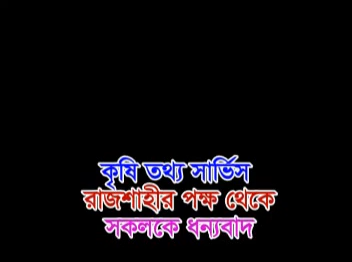 কৃষি তথ্য সার্ভিস
রাজশাহীর পক্ষ থেকে
সকলকে ধন্যবাদ